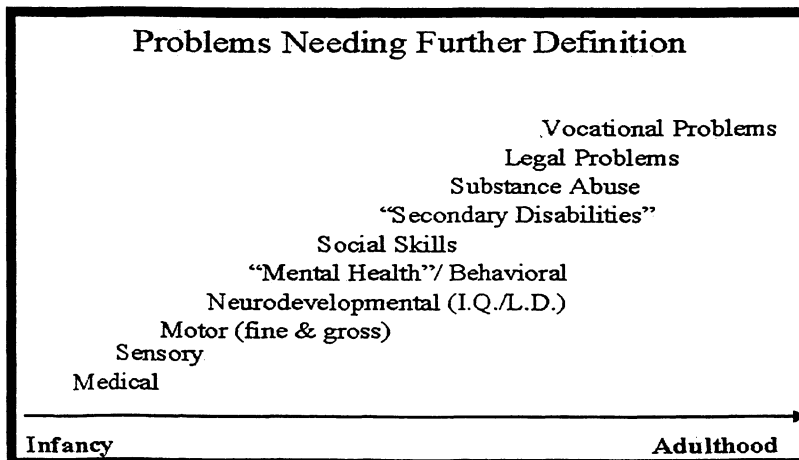 Problems Needing Further Definition
Vocational Problems
Legal Problems
Substance Abuse
“Secondary Disabilities”
Social Skills
“Mental Health”/ Behavioral
Neurodevelopmental (I.Q./L.D.)
Motor (fine & gross)
Sensory
Medical
Infancy Adulthood